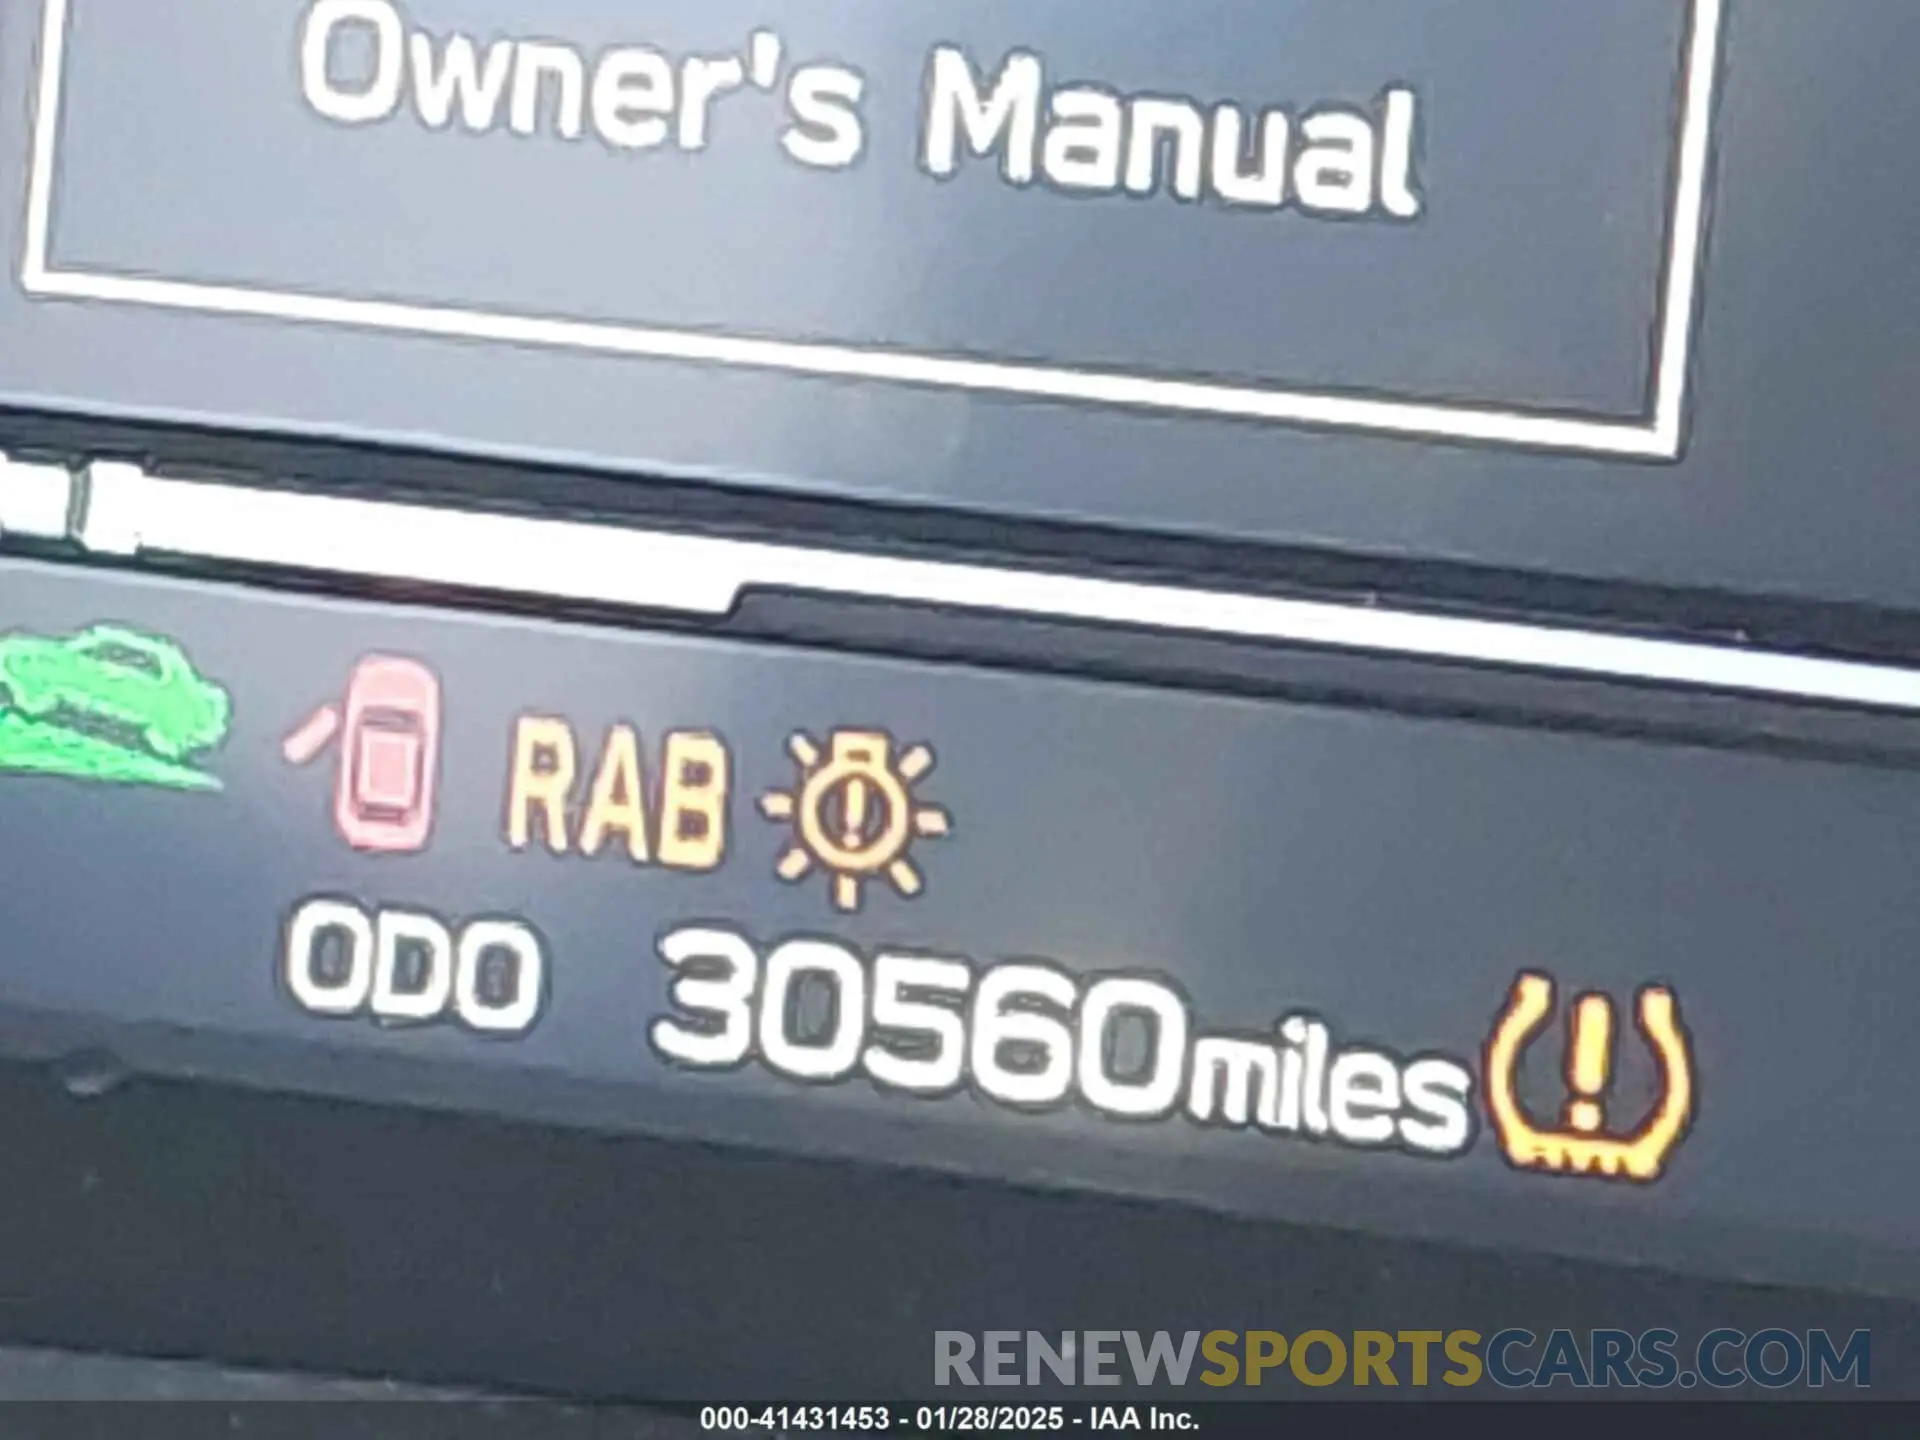 Owner's Manual
RAB
ODO 30560miles
RENEWSPORTSCARS.COM
000-41431453 - 01/28/2025 - IAA Inc.